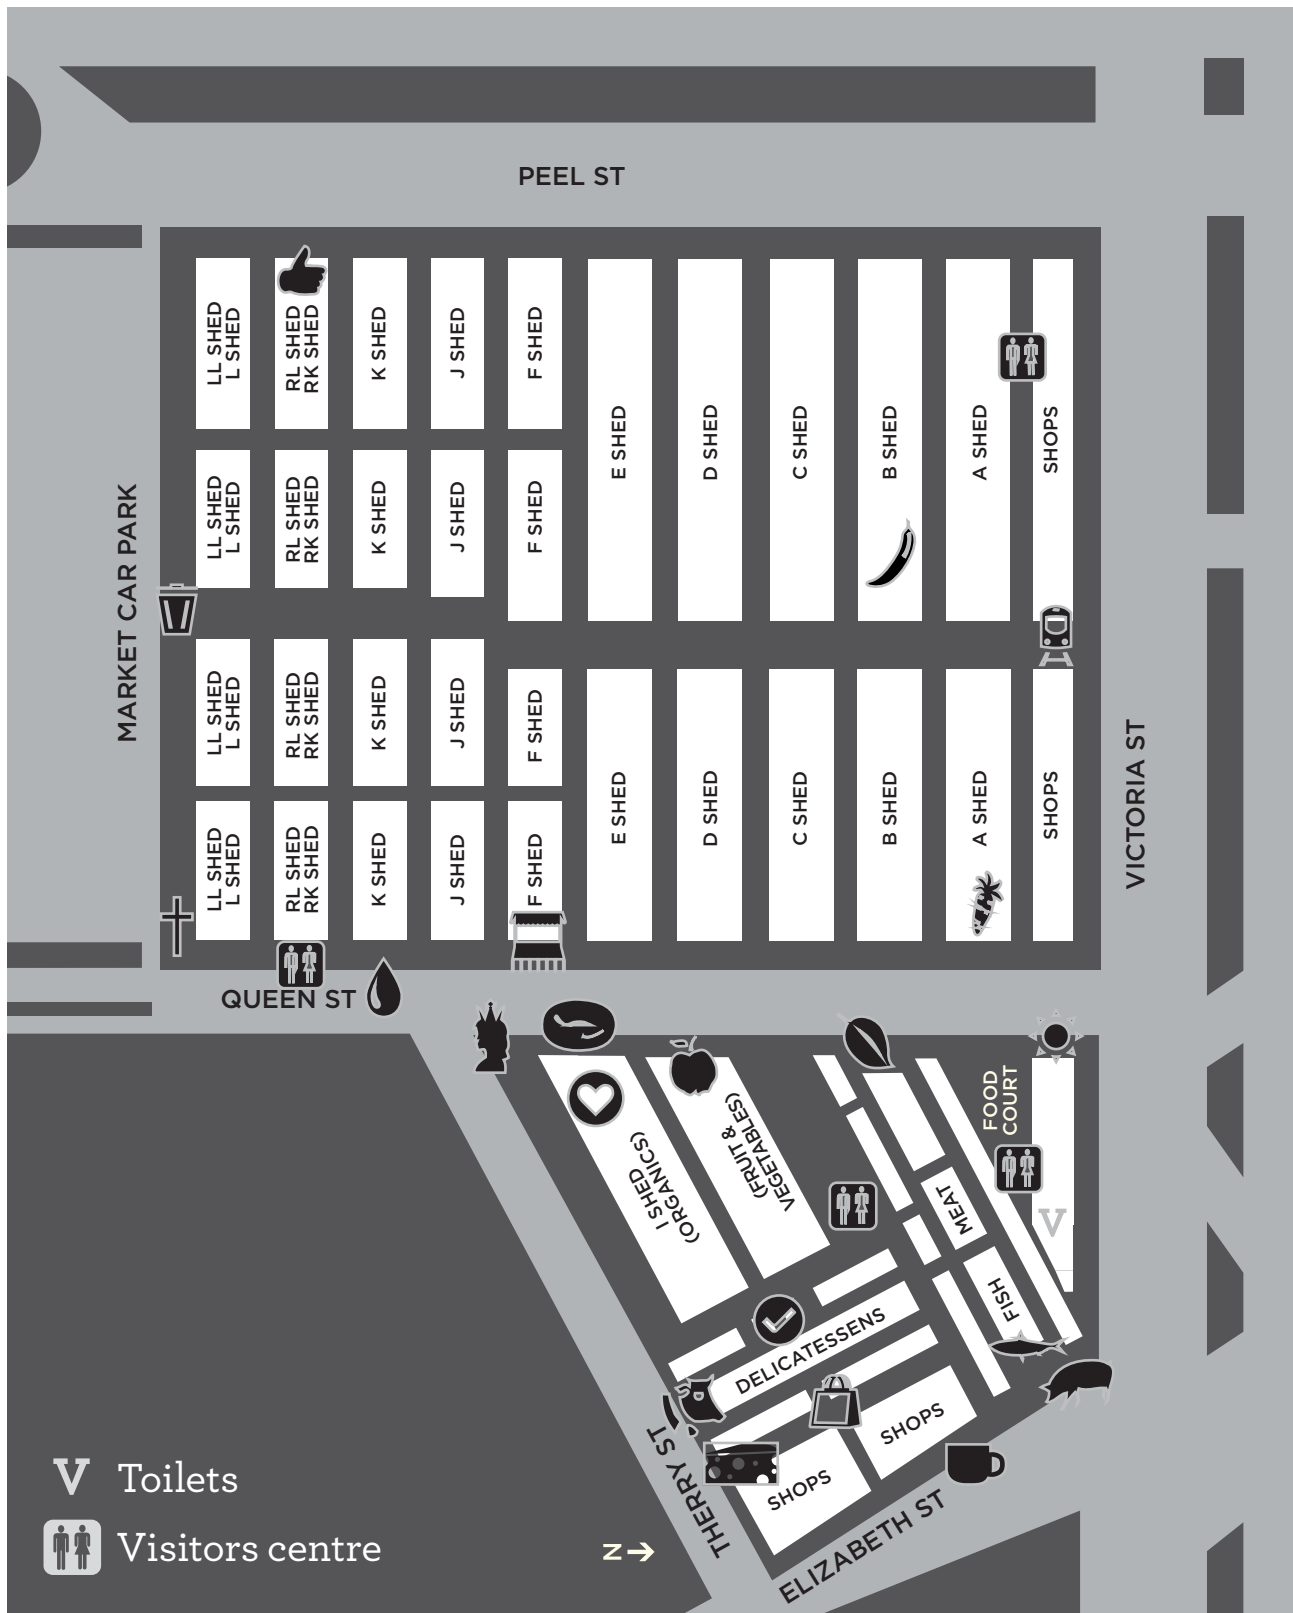 PEEL ST
LL SHED
L SHED
RL SHED
RK SHED
K SHED
J SHED
F SHED
E SHED
D SHED
C SHED
B SHED
A SHED
SHOPS
LL SHED
L SHED
RL SHED
RK SHED
K SHED
J SHED
F SHED
MARKET CAR PARK
LL SHED
L SHED
RL SHED
RK SHED
K SHED
J SHED
F SHED
E SHED
D SHED
C SHED
B SHED
A SHED
SHOPS
VICTORIA ST
LL SHED
L SHED
RL SHED
RK SHED
K SHED
J SHED
F SHED
QUEEN ST
I SHED
(ORGANICS)
(FRUIT &
VEGETABLES)
FOOD
COURT
MEAT
V
FISH
DELICATESSENS
SHOPS
SHOPS
THERRY ST
ELIZABETH ST
V Toilets
Visitors centre
N